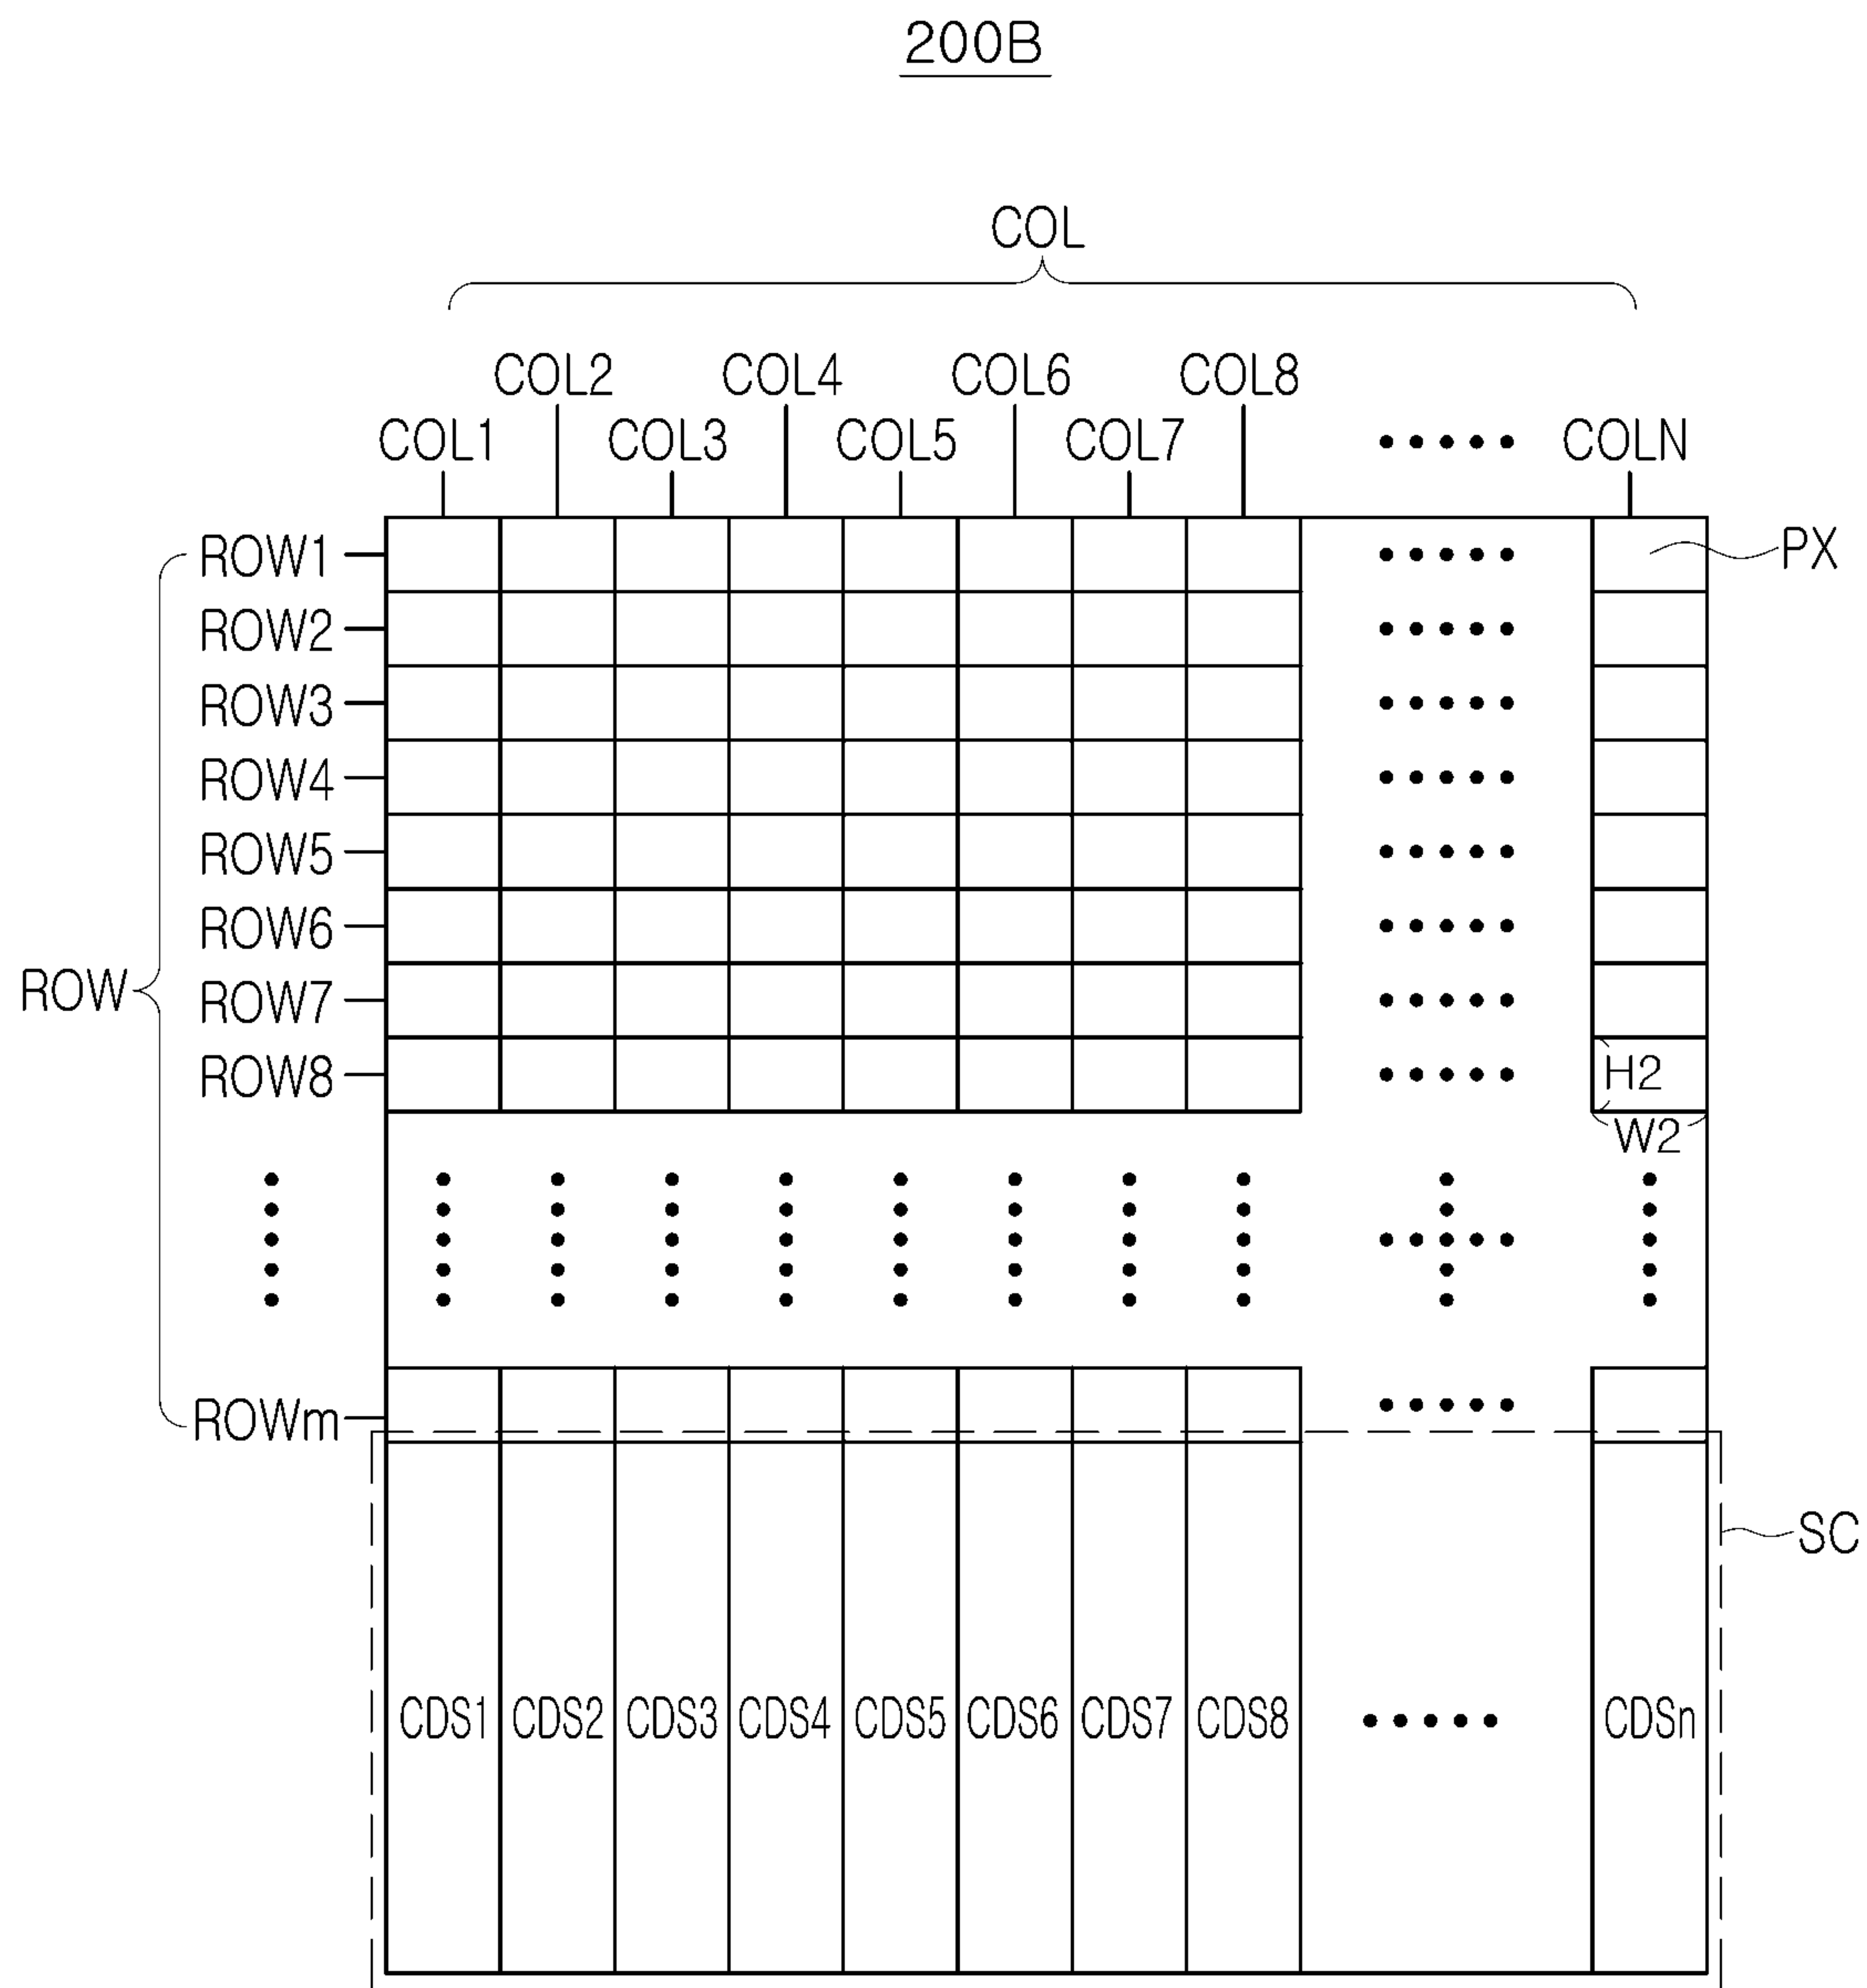 200B
COL
COL2 COL4 COL6 COL8
COL1 COL3 COL5 COL7 ••••• COLN
ROW1 ••••• PX
ROW2 •••••
ROW3 •••••
ROW4 •••••
ROW5 •••••
ROW6 •••••
ROW ROW7 •••••
ROW8 ••••• H2
W2
ROWm •••••
SC
CDS1 CDS2 CDS3 CDS4 CDS5 CDS6 CDS7 CDS8 ••••• CDSn